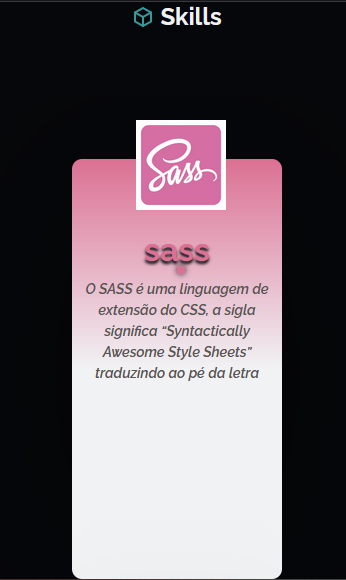 Skills
Sass
sass
O SASS é uma linguagem de
extensão do CSS, a sigla
significa “Syntactically
Awesome Style Sheets”
traduzindo ao pé da letra